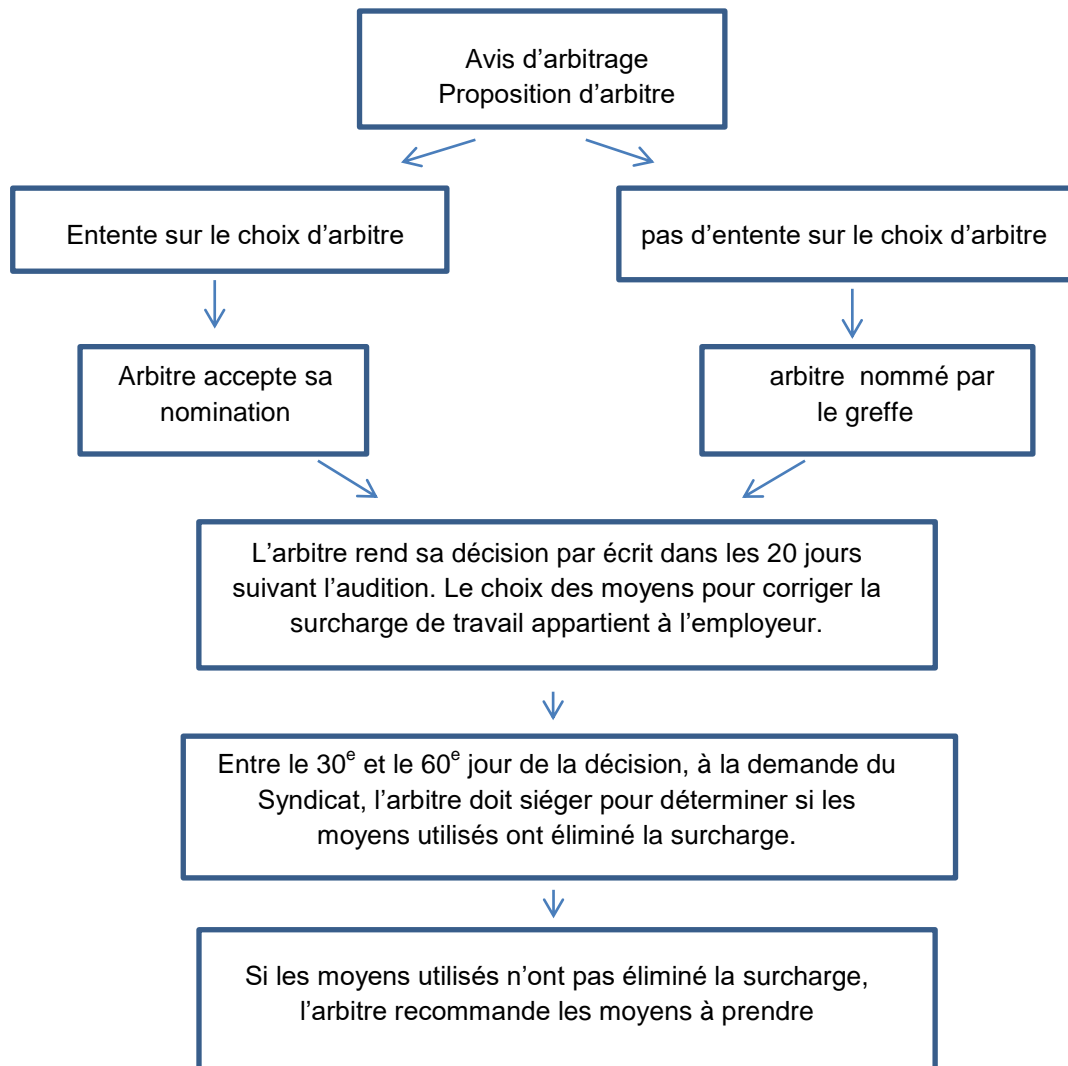 Avis d’arbitrage
Proposition d’arbitre
Entente sur le choix d’arbitre
pas d’entente sur le choix d’arbitre
Arbitre accepte sa
nomination
arbitre nommé par
le greffe
L’arbitre rend sa décision par écrit dans les 20 jours
suivant l’audition. Le choix des moyens pour corriger la
surcharge de travail appartient à l’employeur.
Entre le 30e et le 60e jour de la décision, à la demande du
Syndicat, l’arbitre doit siéger pour déterminer si les
moyens utilisés ont éliminé la surcharge.
Si les moyens utilisés n’ont pas éliminé la surcharge,
l’arbitre recommande les moyens à prendre